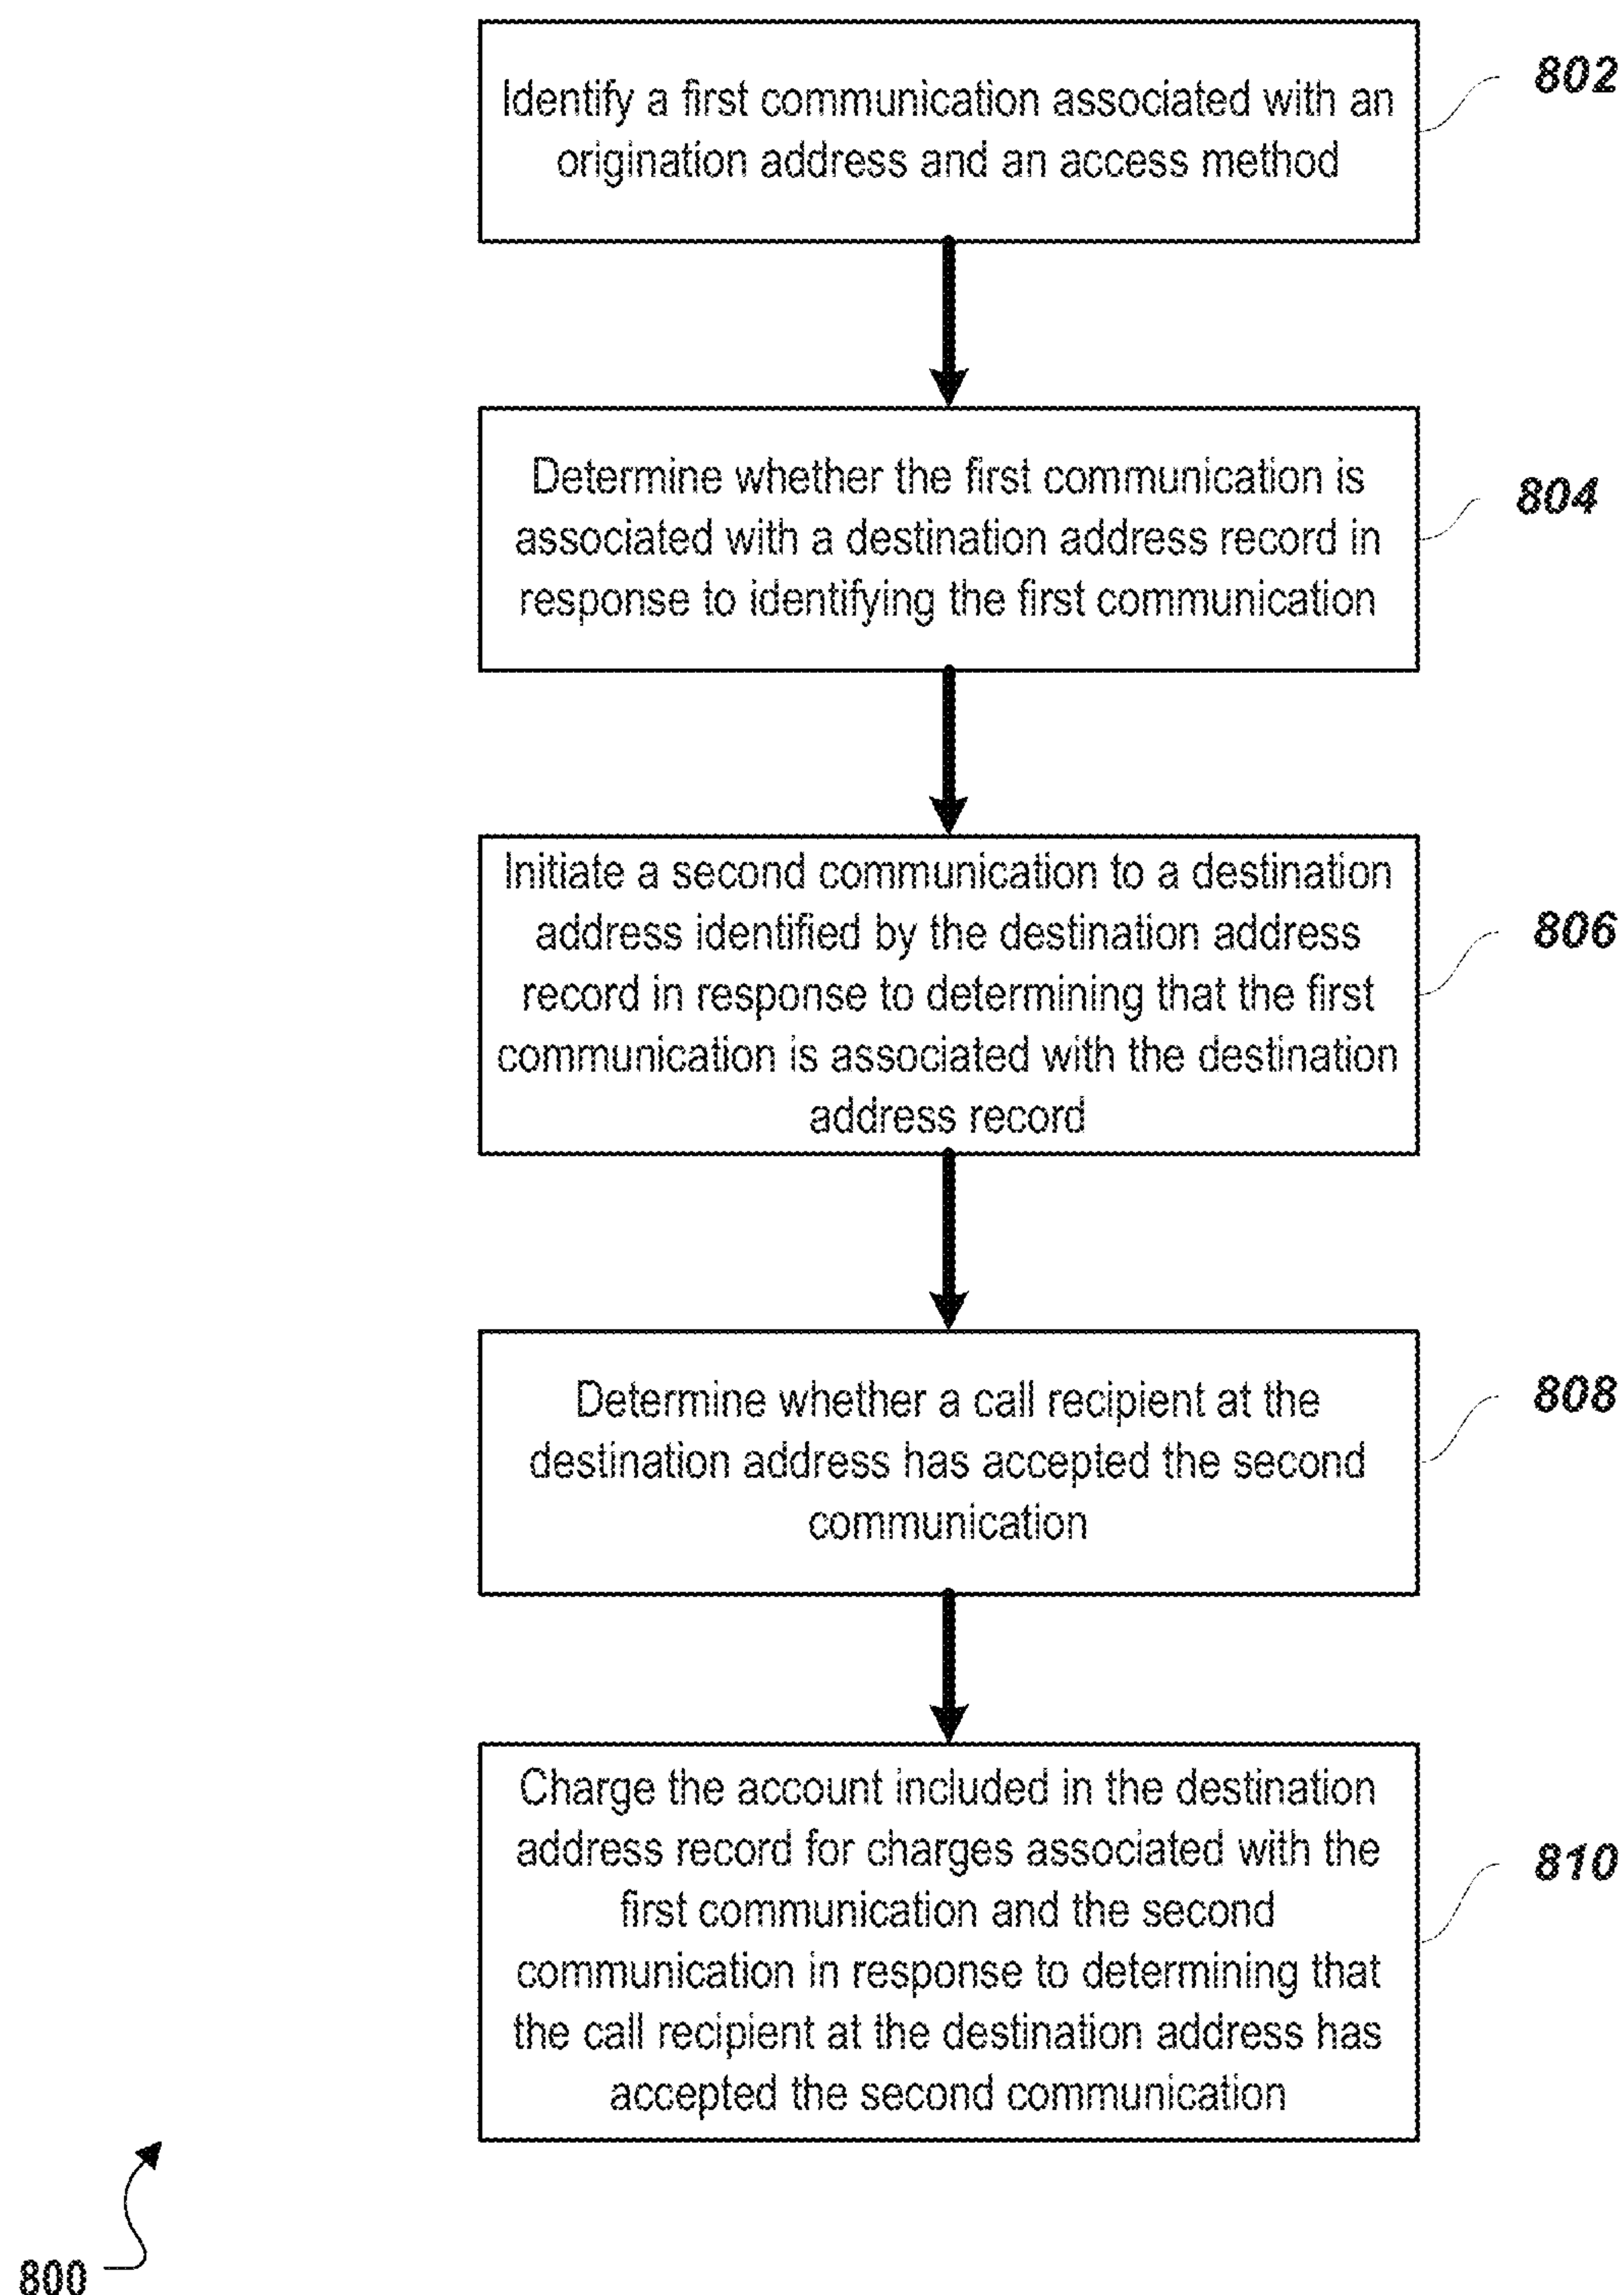 Identify a first communication associated with an
origination address and an access method
802
Determine whether the first communication is
associated with a destination address record in
response to identifying the first communication
804
Initiate a second communication to a destination
address identified by the destination address
record in response to determining that the first
communication is associated with the destination
address record
806
Determine whether a call recipient at the
destination address has accepted the second
communication
808
Charge the account included in the destination
address record for charges associated with the
first communication and the second
communication in response to determining that
the call recipient at the destination address has
accepted the second communication
810
800